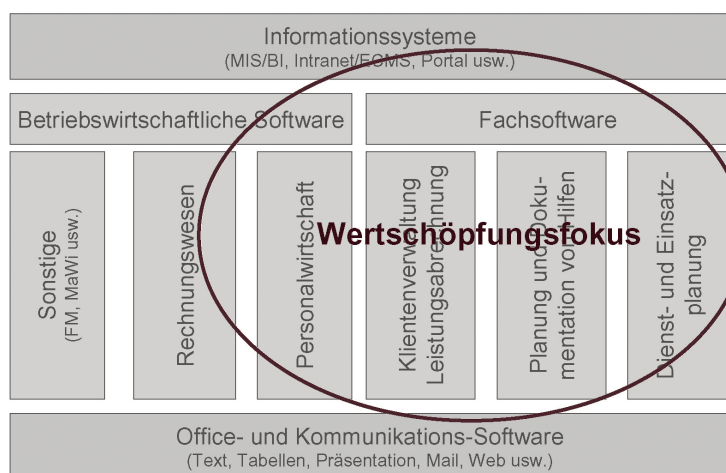 Informationssysteme
(MIS/BI, Intranet/ECMS, Portal usw.)
Betriebswirtschaftliche Software
Fachsoftware
Sonstige
(FM, MaWi usw.)
Rechnungswesen
Personalwirtschaft
Klientenverwaltung
Leistungsabrechnung
Planung und Doku-
mentation von Hilfen
Dienst- und Einsatz-
planung
Wertschöpfungsfokus
Office- und Kommunikations-Software
(Text, Tabellen, Präsentation, Mail, Web usw.)